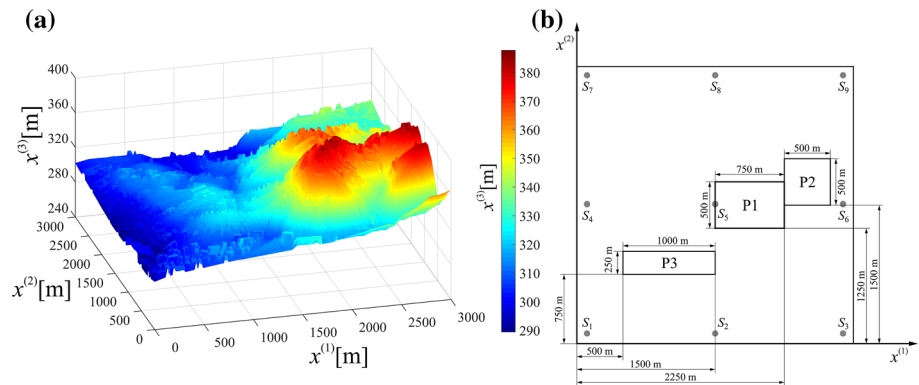 (a)
400
360
320
280
240
x⁽³⁾[m]
3000
2500
2000
1500
1000
500
0
x⁽²⁾[m]
0
500
1000
1500
2000
2500
3000
x⁽¹⁾[m]
380
370
360
350
340
330
320
310
300
290
x⁽³⁾[m]
(b)
x⁽²⁾
S₇ S₈ S₉
500 m
750 m
P2
500 m
500 m
P1
S₄ S₅ S₆
1000 m
250 m
P3
750 m
1250 m
1500 m
S₁ S₂ S₃
x⁽¹⁾
500 m
1500 m
2250 m